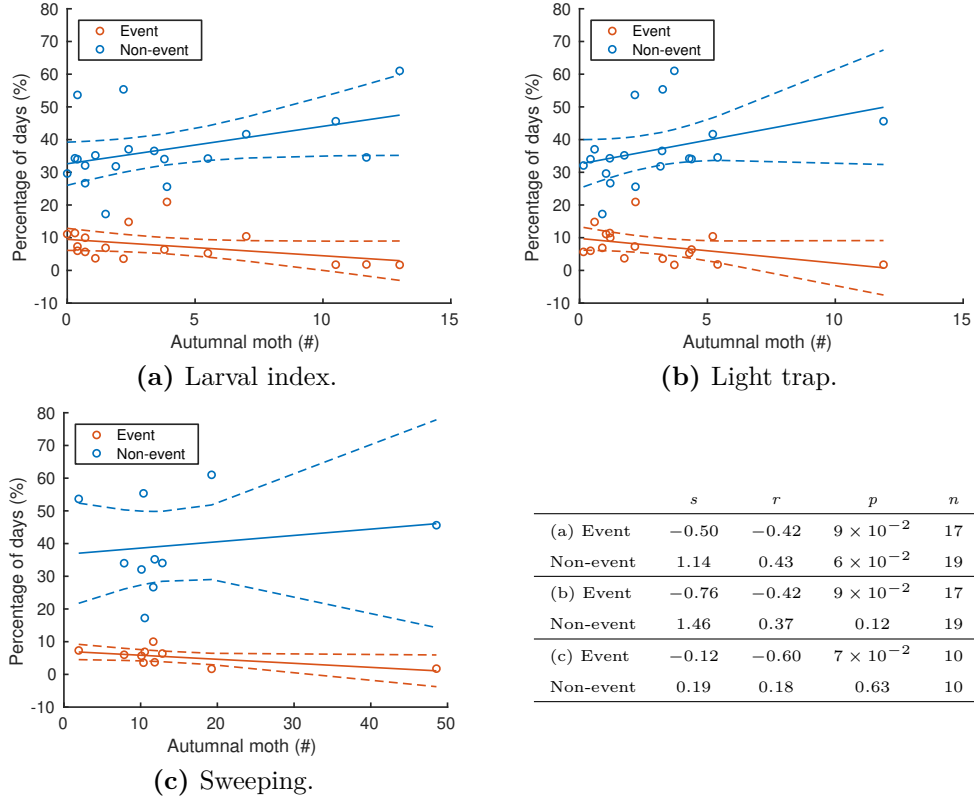 80
70
60
50
40
30
20
10
0
-10
Percentage of days (%)
Event
Non-event
0 5 10 15
Autumnal moth (#)
(a) Larval index.
80
70
60
50
40
30
20
10
0
-10
Percentage of days (%)
Event
Non-event
0 5 10 15
Autumnal moth (#)
(b) Light trap.
80
70
60
50
40
30
20
10
0
-10
Percentage of days (%)
Event
Non-event
0 10 20 30 40 50
Autumnal moth (#)
(c) Sweeping.
s r p n
(a) Event −0.50 −0.42 9 × 10⁻² 17
Non-event 1.14 0.43 6 × 10⁻² 19
(b) Event −0.76 −0.42 9 × 10⁻² 17
Non-event 1.46 0.37 0.12 19
(c) Event −0.12 −0.60 7 × 10⁻² 10
Non-event 0.19 0.18 0.63 10